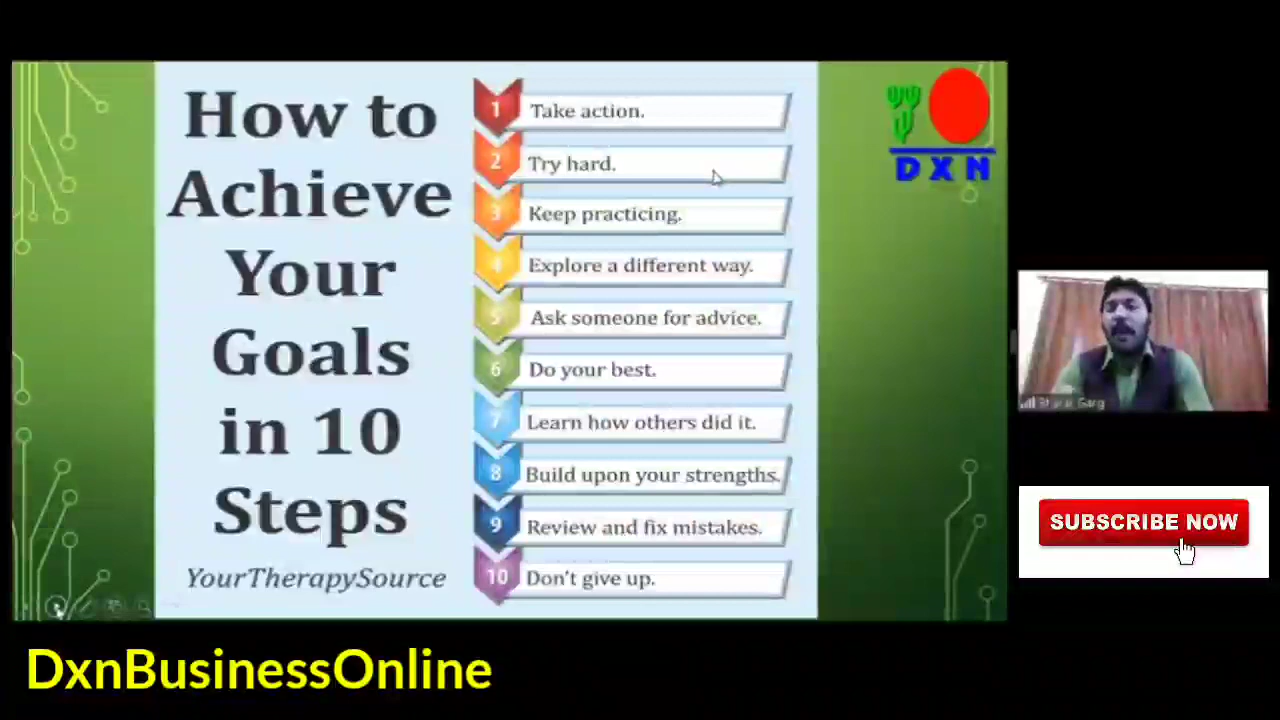 How to
Achieve
Your
Goals
in 10
Steps
YourTherapySource
1 Take action.
2 Try hard.
3 Keep practicing.
4 Explore a different way.
5 Ask someone for advice.
6 Do your best.
7 Learn how others did it.
8 Build upon your strengths.
9 Review and fix mistakes.
10 Don't give up.
DXN
Garg
SUBSCRIBE NOW
DxnBusinessOnline